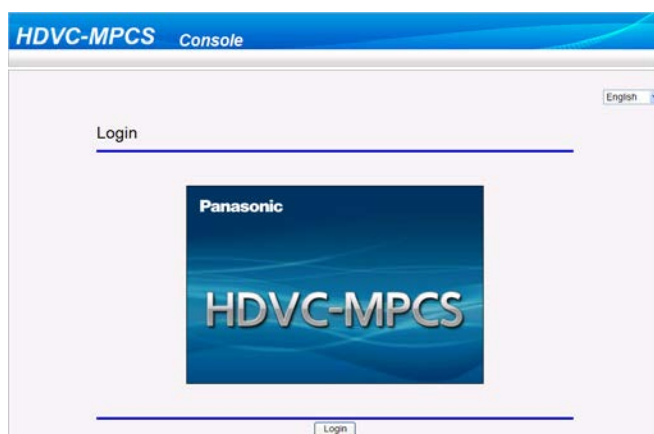 HDVC-MPCS Console
English
Login
Panasonic
HDVC-MPCS
Login